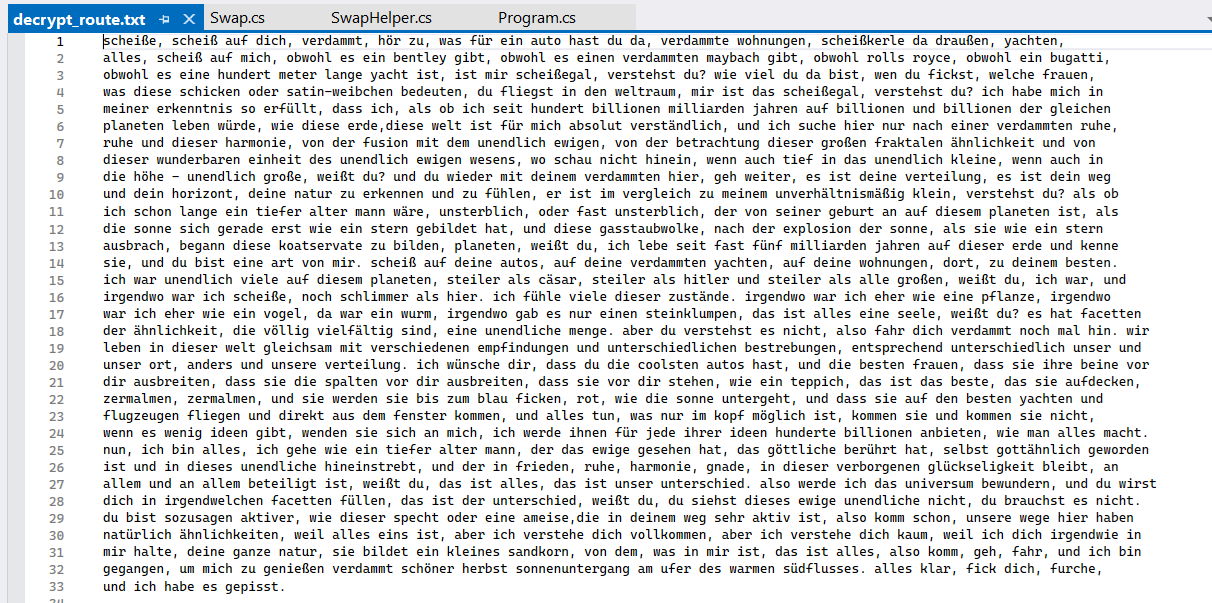 decrypt_route.txt Swap.cs SwapHelper.cs Program.cs
1 scheiße, scheiß auf dich, verdammt, hör zu, was für ein auto hast du da, verdammte wohnungen, scheißkerle da draußen, yachten,
2 alles, scheiß auf mich, obwohl es ein bentley gibt, obwohl es einen verdammten maybach gibt, obwohl rolls royce, obwohl ein bugatti,
3 obwohl es eine hundert meter lange yacht ist, ist mir scheißegal, verstehst du? wie viel du da bist, wen du fickst, welche frauen,
4 was diese schicken oder satin-weibchen bedeuten, du fliegst in den weltraum, mir ist das scheißegal, verstehst du? ich habe mich in
5 meiner erkenntnis so erfüllt, dass ich, als ob ich seit hundert billionen milliarden jahren auf billionen und billionen der gleichen
6 planeten leben würde, wie diese erde,diese welt ist für mich absolut verständlich, und ich suche hier nur nach einer verdammten ruhe,
7 ruhe und dieser harmonie, von der fusion mit dem unendlich ewigen, von der betrachtung dieser großen fraktalen ähnlichkeit und von
8 dieser wunderbaren einheit des unendlich ewigen wesens, wo schau nicht hinein, wenn auch tief in das unendlich kleine, wenn auch in
9 die höhe – unendlich große, weißt du? und du wieder mit deinem verdammten hier, geh weiter, es ist deine verteilung, es ist dein weg
10 und dein horizont, deine natur zu erkennen und zu fühlen, er ist im vergleich zu meinem unverhältnismäßig klein, verstehst du? als ob
11 ich schon lange ein tiefer alter mann wäre, unsterblich, oder fast unsterblich, der von seiner geburt an auf diesem planeten ist, als
12 die sonne sich gerade erst wie ein stern gebildet hat, und diese gasstaubwolke, nach der explosion der sonne, als sie wie ein stern
13 ausbrach, begann diese koatservate zu bilden, planeten, weißt du, ich lebe seit fast fünf milliarden jahren auf dieser erde und kenne
14 sie, und du bist eine art von mir. scheiß auf deine autos, auf deine verdammten yachten, auf deine wohnungen, dort, zu deinem besten.
15 ich war unendlich viele auf diesem planeten, steiler als cäsar, steiler als hitler und steiler als alle großen, weißt du, ich war, und
16 irgendwo war ich scheiße, noch schlimmer als hier. ich fühle viele dieser zustände. irgendwo war ich eher wie eine pflanze, irgendwo
17 war ich eher wie ein vogel, da war ein wurm, irgendwo gab es nur einen steinklumpen, das ist alles eine seele, weißt du? es hat facetten
18 der ähnlichkeit, die völlig vielfältig sind, eine unendliche menge. aber du verstehst es nicht, also fahr dich verdammt noch mal hin. wir
19 leben in dieser welt gleichsam mit verschiedenen empfindungen und unterschiedlichen bestrebungen, entsprechend unterschiedlich unser und
20 unser ort, anders und unsere verteilung. ich wünsche dir, dass du die coolsten autos hast, und die besten frauen, dass sie ihre beine vor
21 dir ausbreiten, dass sie die spalten vor dir ausbreiten, dass sie vor dir stehen, wie ein teppich, das ist das beste, das sie aufdecken,
22 zermalmen, zermalmen, und sie werden sie bis zum blau ficken, rot, wie die sonne untergeht, und dass sie auf den besten yachten und
23 flugzeugen fliegen und direkt aus dem fenster kommen, und alles tun, was nur im kopf möglich ist, kommen sie und kommen sie nicht,
24 wenn es wenig ideen gibt, wenden sie sich an mich, ich werde ihnen für jede ihrer ideen hunderte billionen anbieten, wie man alles macht.
25 nun, ich bin alles, ich gehe wie ein tiefer alter mann, der das ewige gesehen hat, das göttliche berührt hat, selbst gottähnlich geworden
26 ist und in dieses unendliche hineinstrebt, und der in frieden, ruhe, harmonie, gnade, in dieser verborgenen glückseligkeit bleibt, an
27 allem und an allem beteiligt ist, weißt du, das ist alles, das ist unser unterschied. also werde ich das universum bewundern, und du wirst
28 dich in irgendwelchen facetten füllen, das ist der unterschied, weißt du, du siehst dieses ewige unendliche nicht, du brauchst es nicht.
29 du bist sozusagen aktiver, wie dieser specht oder eine ameise,die in deinem weg sehr aktiv ist, also komm schon, unsere wege hier haben
30 natürlich ähnlichkeiten, weil alles eins ist, aber ich verstehe dich vollkommen, aber ich verstehe dich kaum, weil ich dich irgendwie in
31 mir halte, deine ganze natur, sie bildet ein kleines sandkorn, von dem, was in mir ist, das ist alles, also komm, geh, fahr, und ich bin
32 gegangen, um mich zu genießen verdammt schöner herbst sonnenuntergang am ufer des warmen südflusses. alles klar, fick dich, furche,
33 und ich habe es gepisst.
34